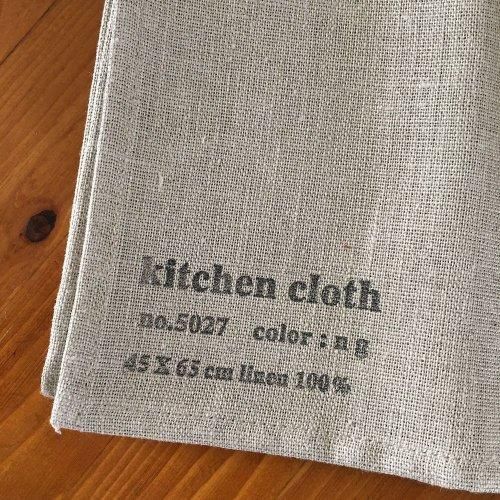 kitchen cloth
no.5027 color : n g
45 X 65 cm linen 100%